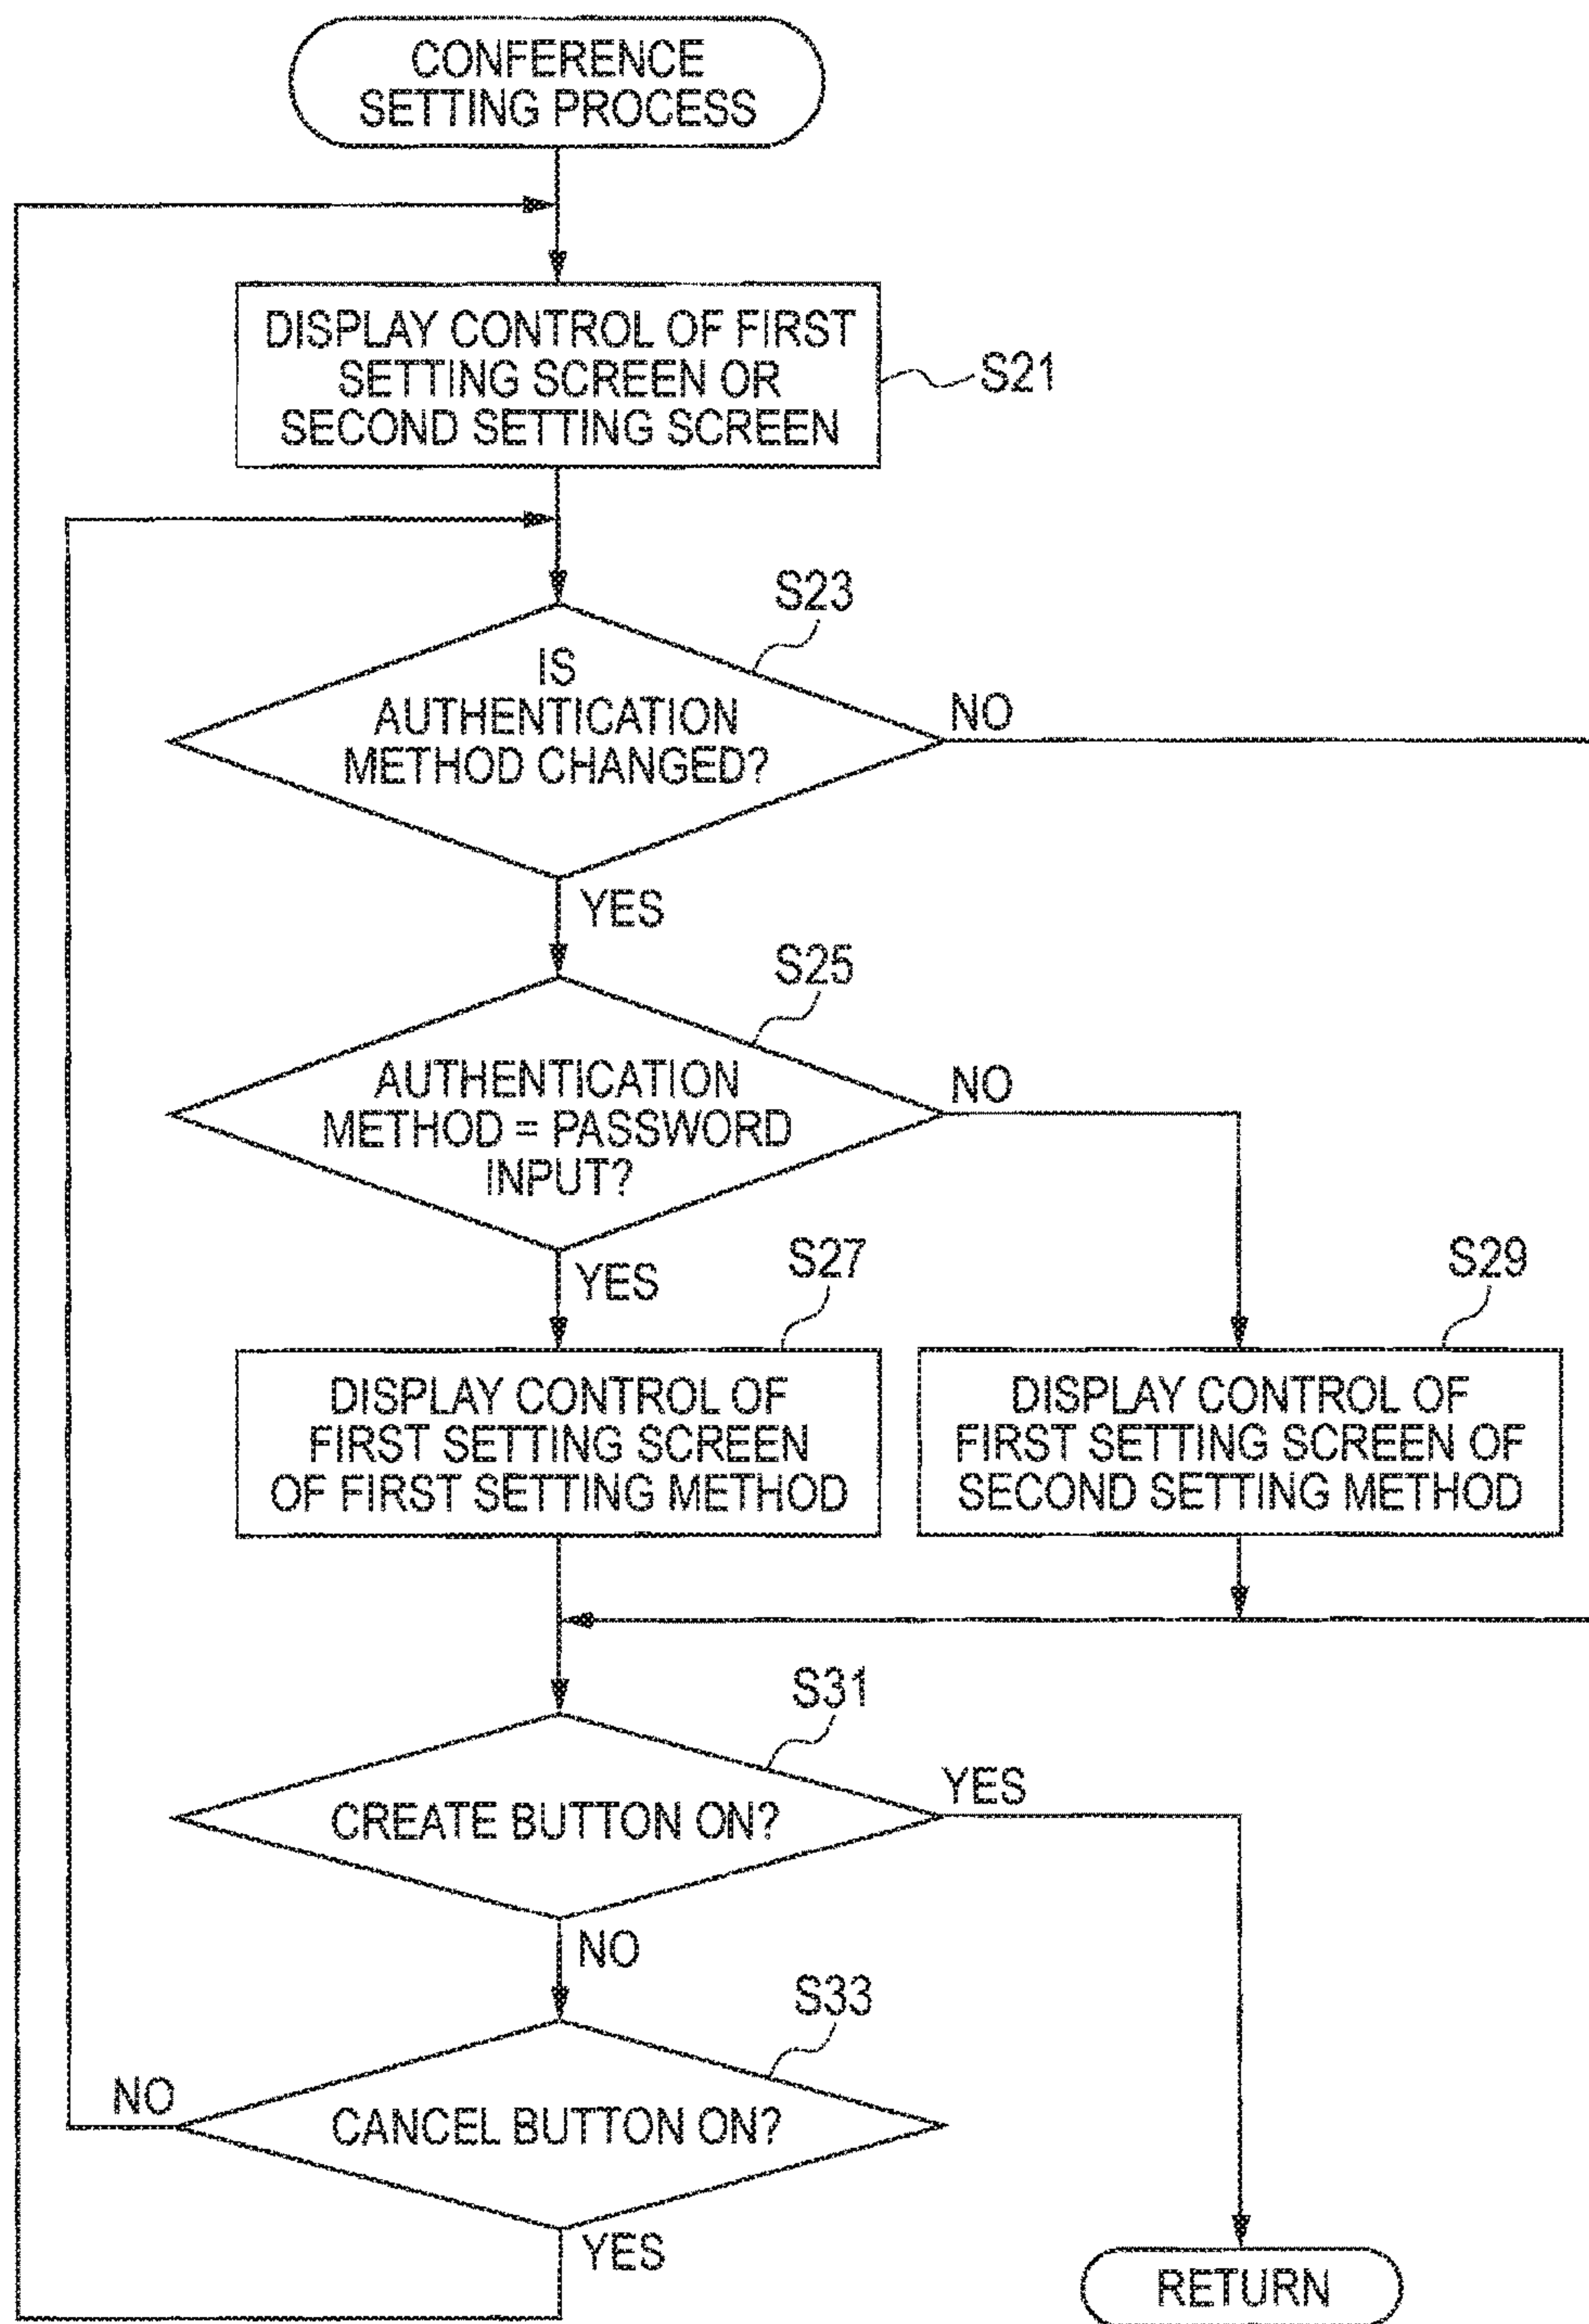 CONFERENCE
SETTING PROCESS
DISPLAY CONTROL OF FIRST
SETTING SCREEN OR
SECOND SETTING SCREEN
S21
S23
IS
AUTHENTICATION
METHOD CHANGED?
NO
YES
S25
AUTHENTICATION
METHOD = PASSWORD
INPUT?
NO
YES
S27
DISPLAY CONTROL OF
FIRST SETTING SCREEN
OF FIRST SETTING METHOD
S29
DISPLAY CONTROL OF
FIRST SETTING SCREEN OF
SECOND SETTING METHOD
S31
CREATE BUTTON ON?
YES
NO
S33
CANCEL BUTTON ON?
NO
YES
RETURN